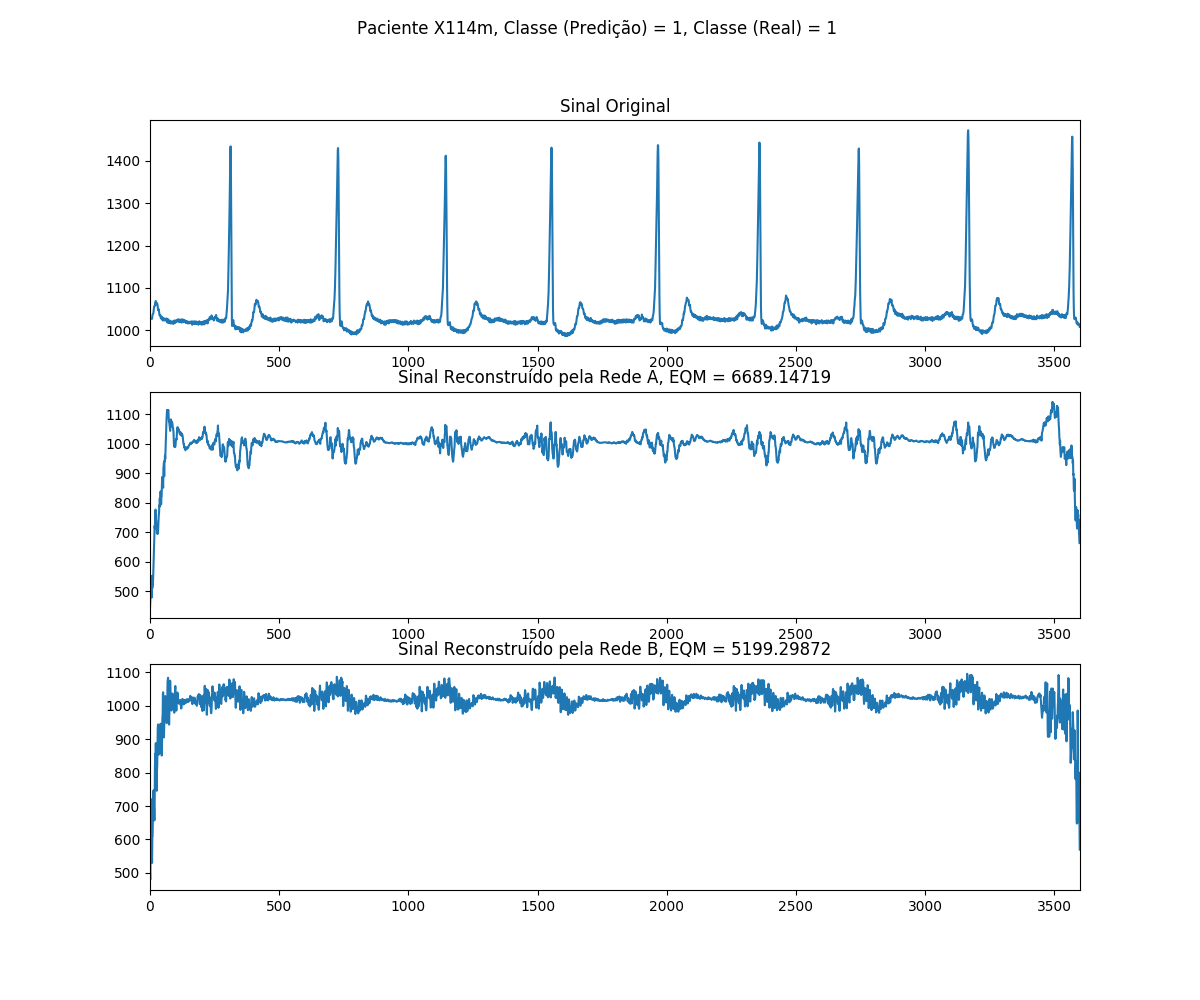 Paciente X114m, Classe (Predição) = 1, Classe (Real) = 1
Sinal Original
1400
1300
1200
1100
1000
0 500 1000 1500 2000 2500 3000 3500
Sinal Reconstruído pela Rede A, EQM = 6689.14719
1100
1000
900
800
700
600
500
0 500 1000 1500 2000 2500 3000 3500
Sinal Reconstruído pela Rede B, EQM = 5199.29872
1100
1000
900
800
700
600
500
0 500 1000 1500 2000 2500 3000 3500